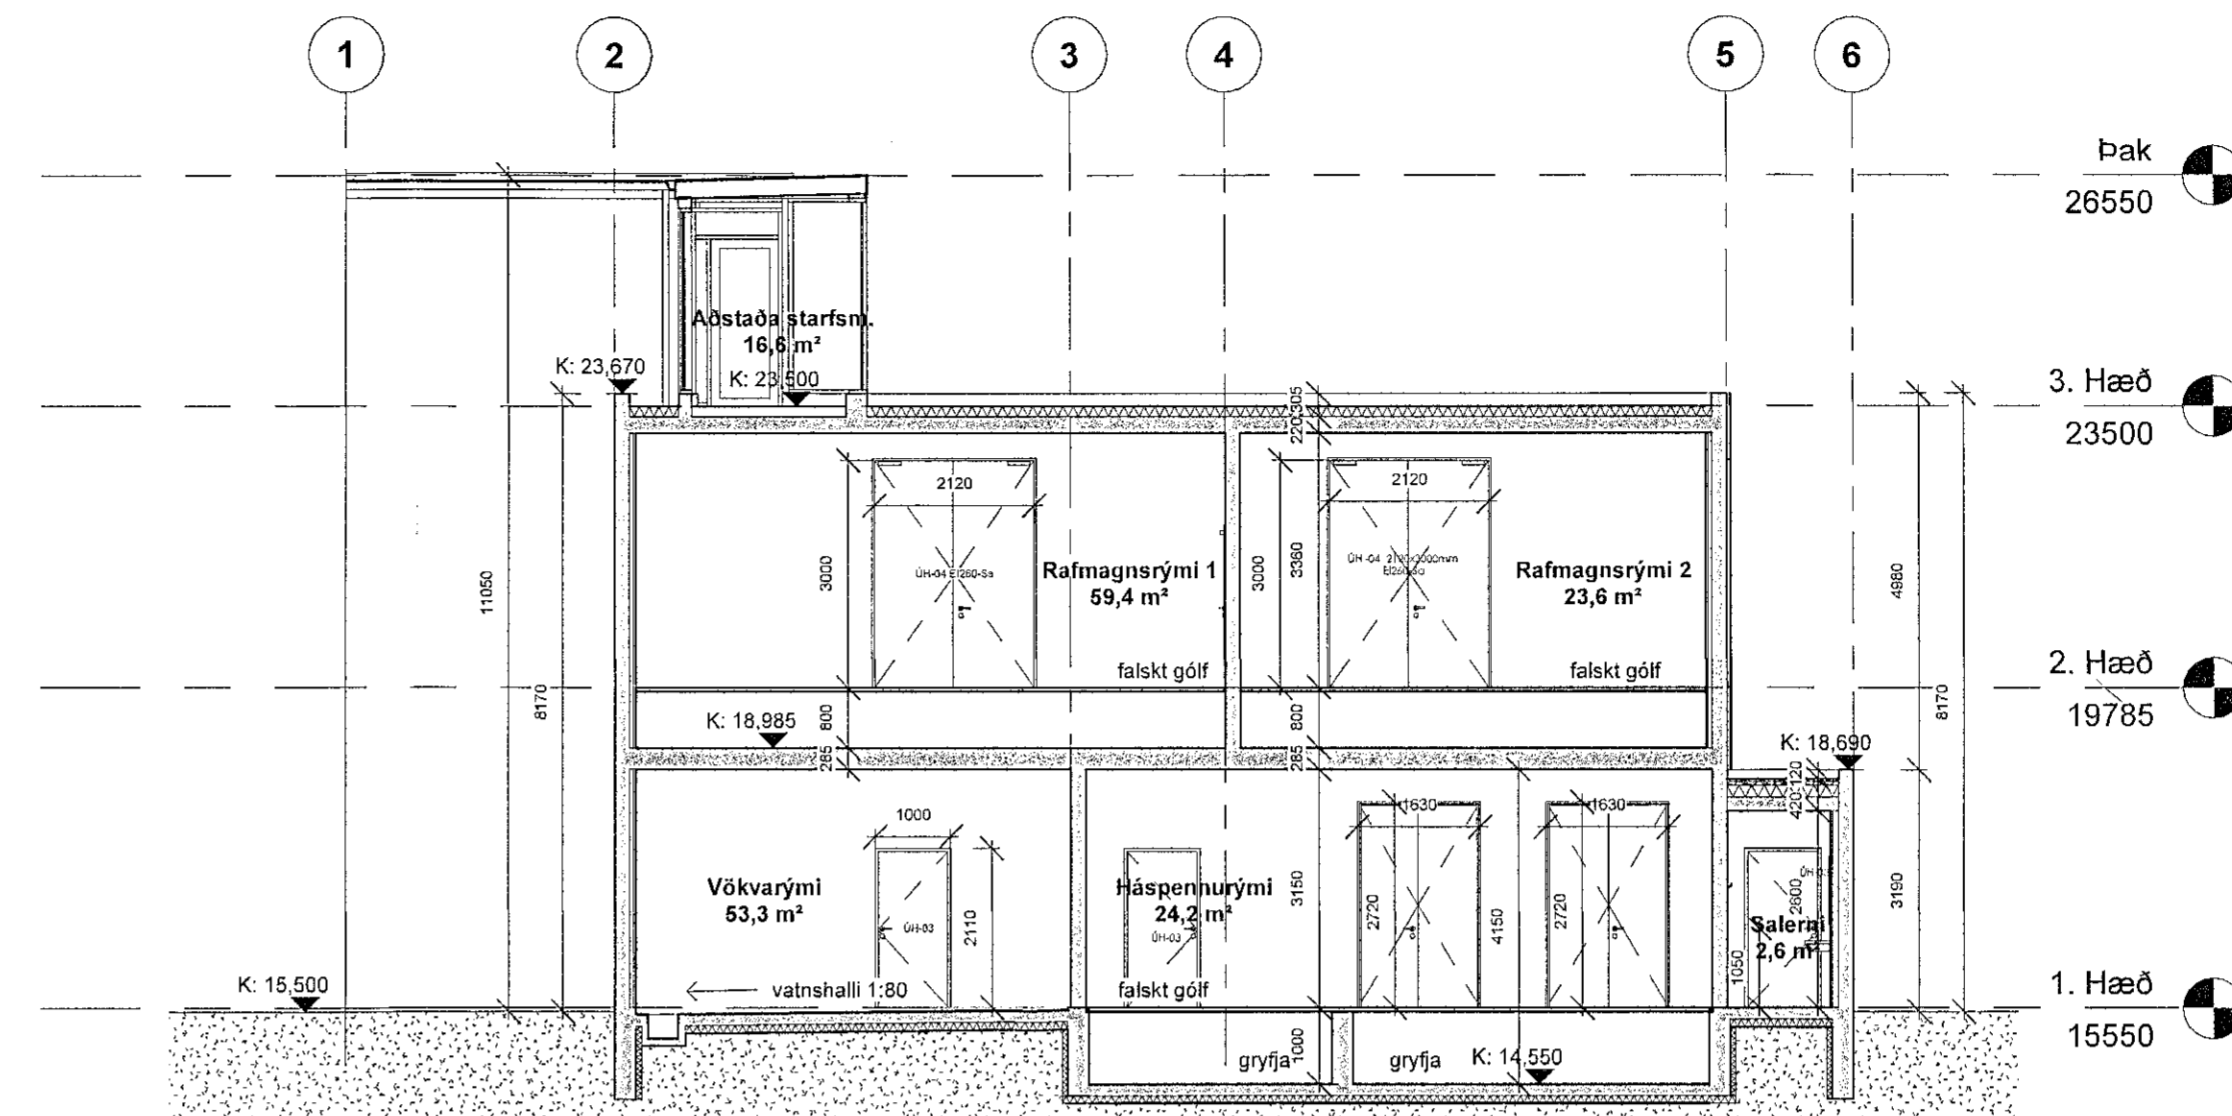 1 2 3 4 5 6
Þak
26550
Aðstaða starfsm.
16,6 m²
K: 23,670
K: 23,500
3. Hæð
23500
305
220
2120
2120
11050
3000
ÚH-04 EI260-Sa
Rafmagnsrými 1
59,4 m²
3000
3360
ÚH -04 2120x3000mm
EI260-Sa
Rafmagnsrými 2
23,6 m²
4980
falskt gólf
falskt gólf
2. Hæð
19785
8170
K: 18,985
800
800
8170
285
285
K: 18,690
120
420
1000
1630
1630
Vökvarými
53,3 m²
ÚH-03
2110
Háspennurými
24,2 m²
ÚH-03
3150
2720
4150
2720
2600
Salerni
2,6 m²
1050
3190
K: 15,500
vatnshalli 1:80
falskt gólf
1. Hæð
15550
gryfja
1000
gryfja
K: 14,550